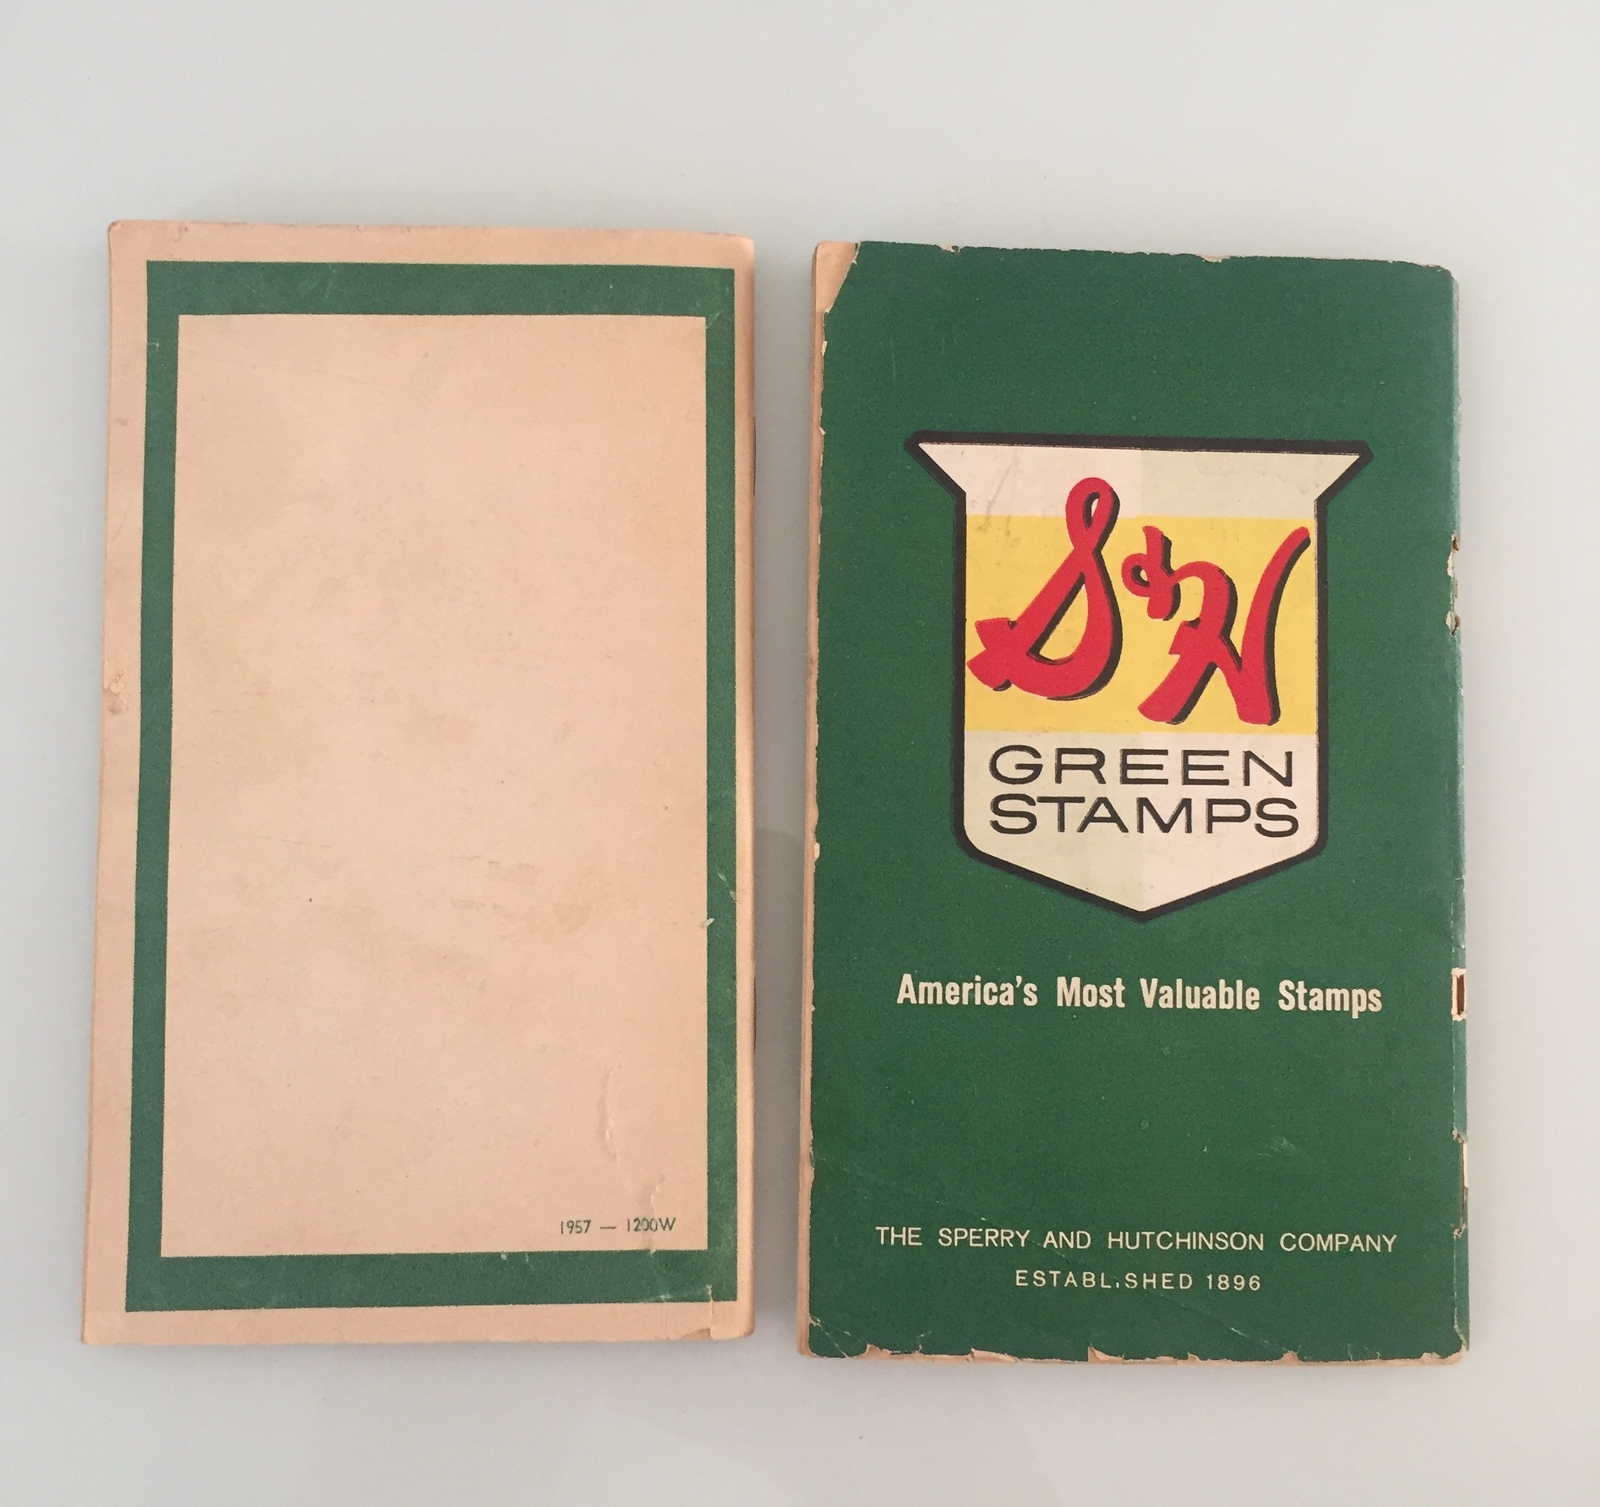 1957 — 1200W
S&H
GREEN
STAMPS
America's Most Valuable Stamps
THE SPERRY AND HUTCHINSON COMPANY
ESTABL.SHED 1896